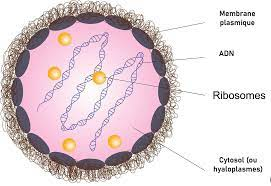 Membrane
plasmique
ADN
Ribosomes
Cytosol (ou
hyaloplasmes)